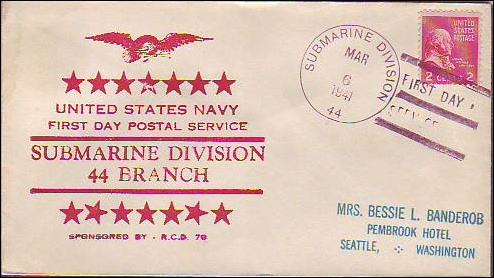 UNITED STATES NAVY
FIRST DAY POSTAL SERVICE
SUBMARINE DIVISION
44 BRANCH
SPONSORED BY - R.C.D. 79
SUBMARINE DIVISION
MAR
6
1941
44
FIRST DAY
UNITED
STATES
POSTAGE
2 CENTS 2
MRS. BESSIE L. BANDEROB
PEMBROOK HOTEL
SEATTLE, -:- WASHINGTON